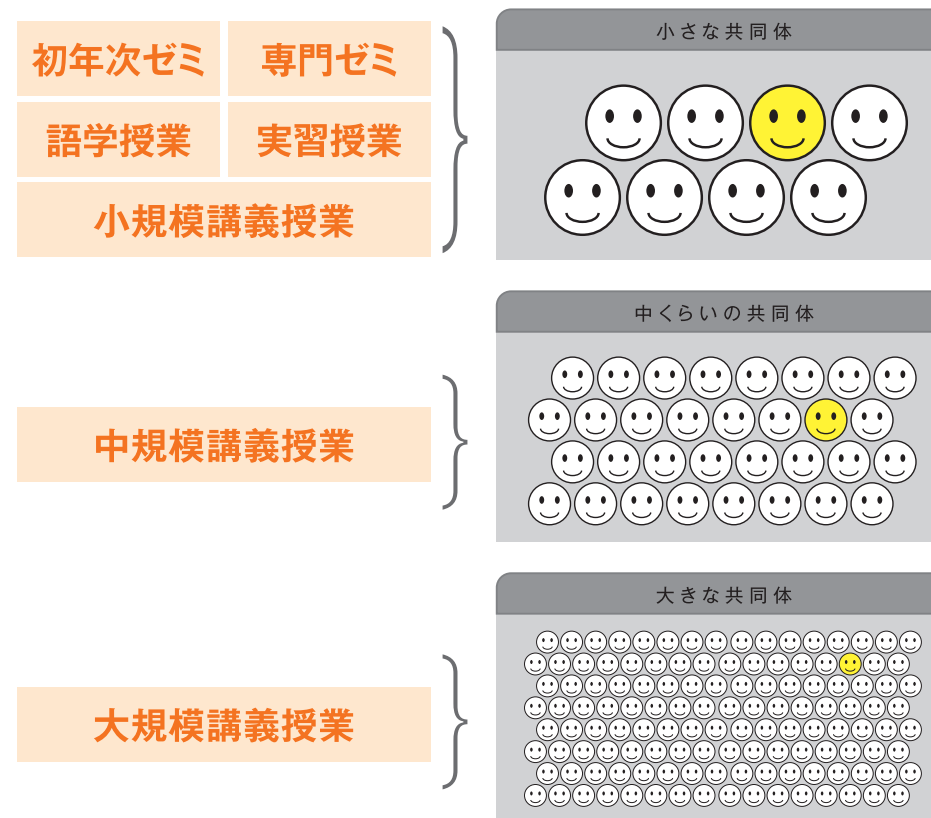 初年次ゼミ
専門ゼミ
語学授業
実習授業
小規模講義授業
小さな共同体
中規模講義授業
中くらいの共同体
大規模講義授業
大きな共同体